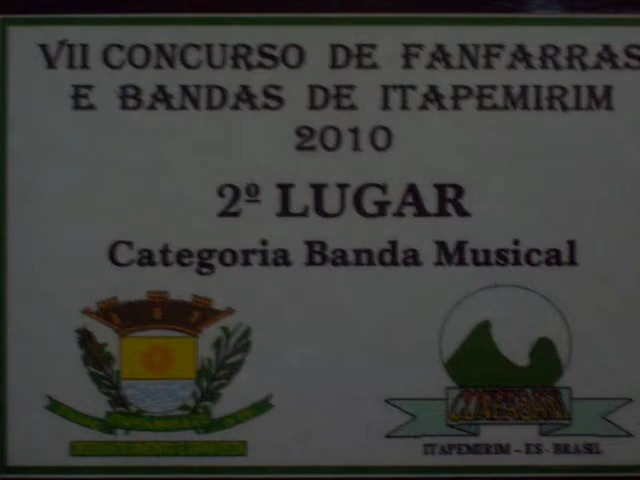 VII CONCURSO DE FANFARRAS
E BANDAS DE ITAPEMIRIM
2010
2º LUGAR
Categoria Banda Musical
ITAPEMIRIM - ES - BRASIL